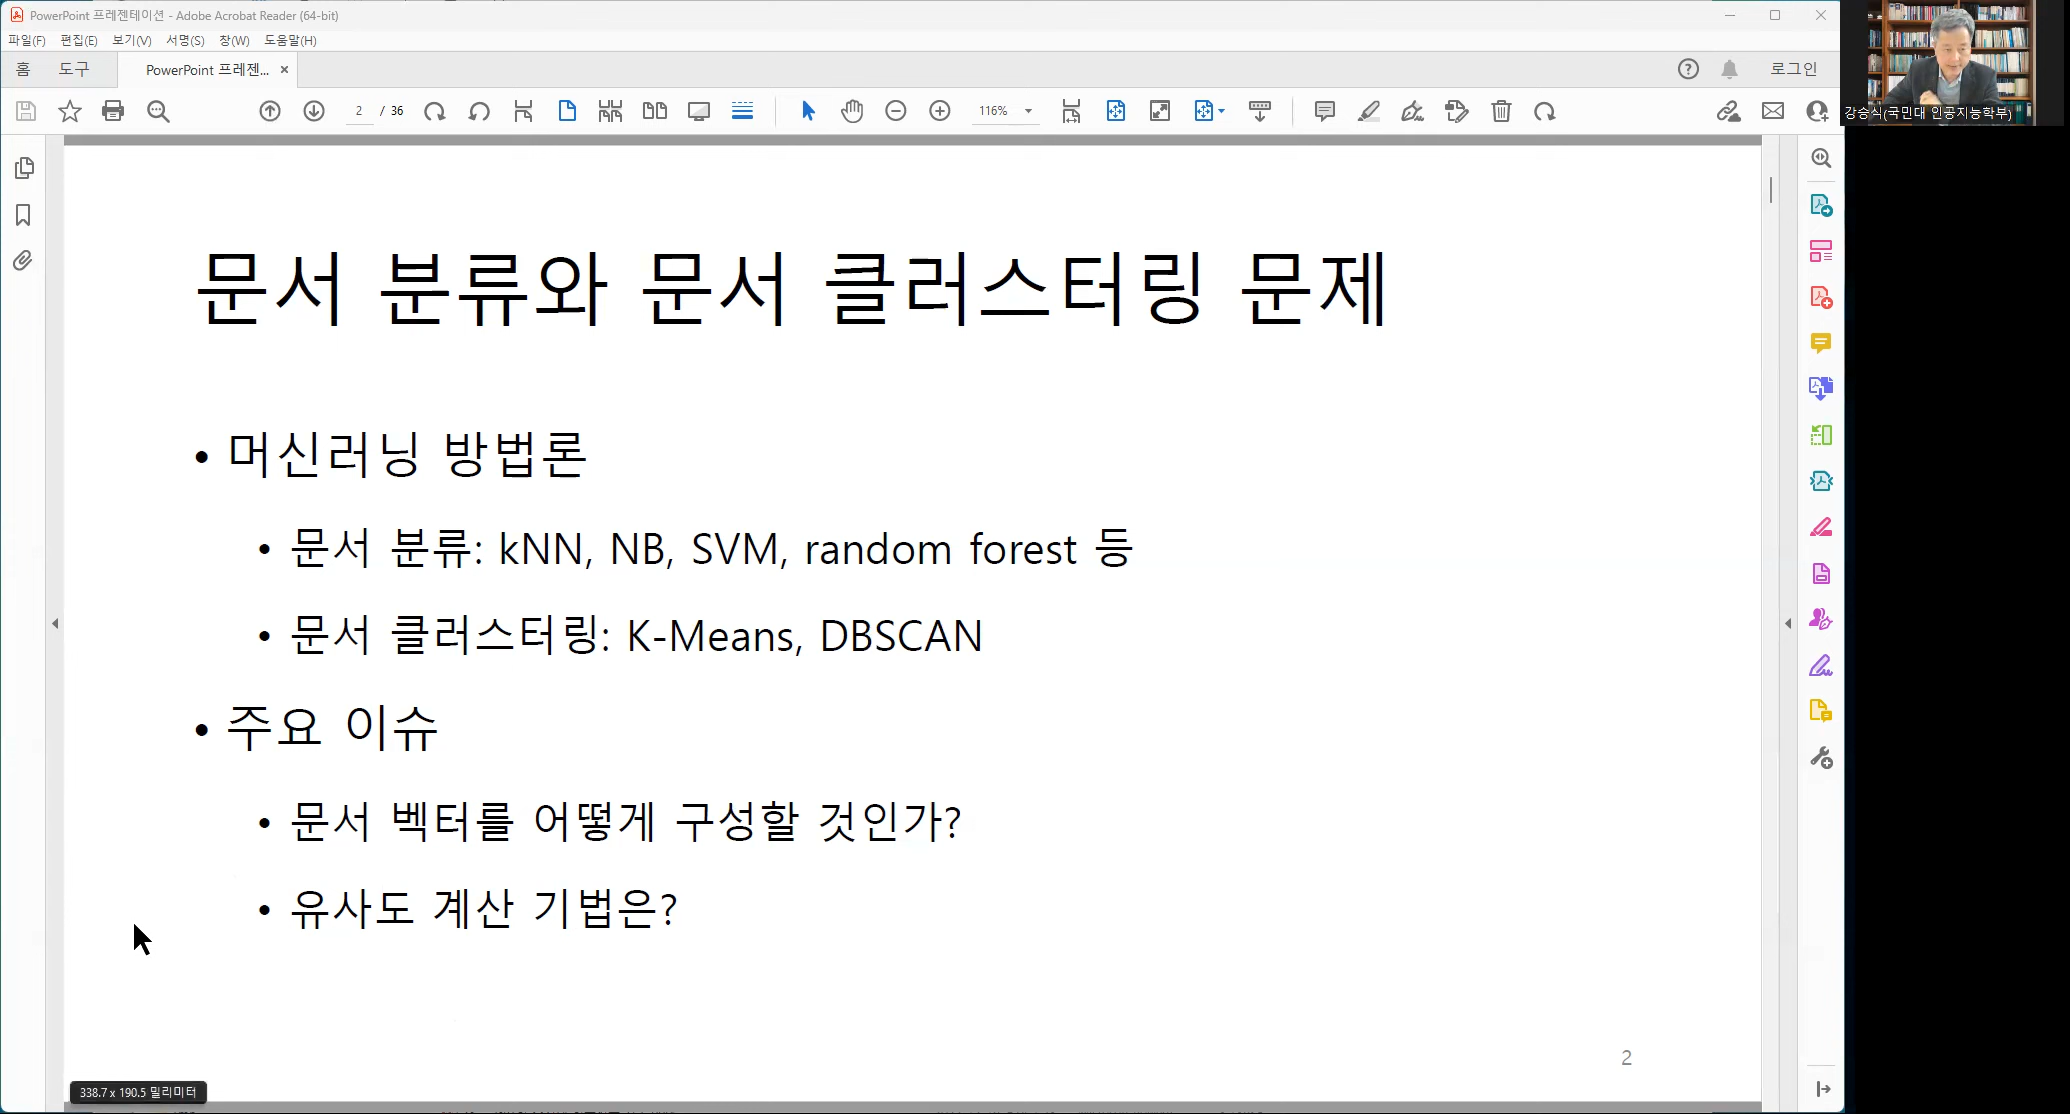 PowerPoint 프레젠테이션 - Adobe Acrobat Reader (64-bit)
파일(F) 편집(E) 보기(V) 서명(S) 창(W) 도움말(H)
홈 도구 PowerPoint 프레젠... × 로그인
2 / 36 116%
강승식(국민대 인공지능학부)
문서 분류와 문서 클러스터링 문제
• 머신러닝 방법론
• 문서 분류: kNN, NB, SVM, random forest 등
• 문서 클러스터링: K-Means, DBSCAN
• 주요 이슈
• 문서 벡터를 어떻게 구성할 것인가?
• 유사도 계산 기법은?
2
338.7 x 190.5 밀리미터